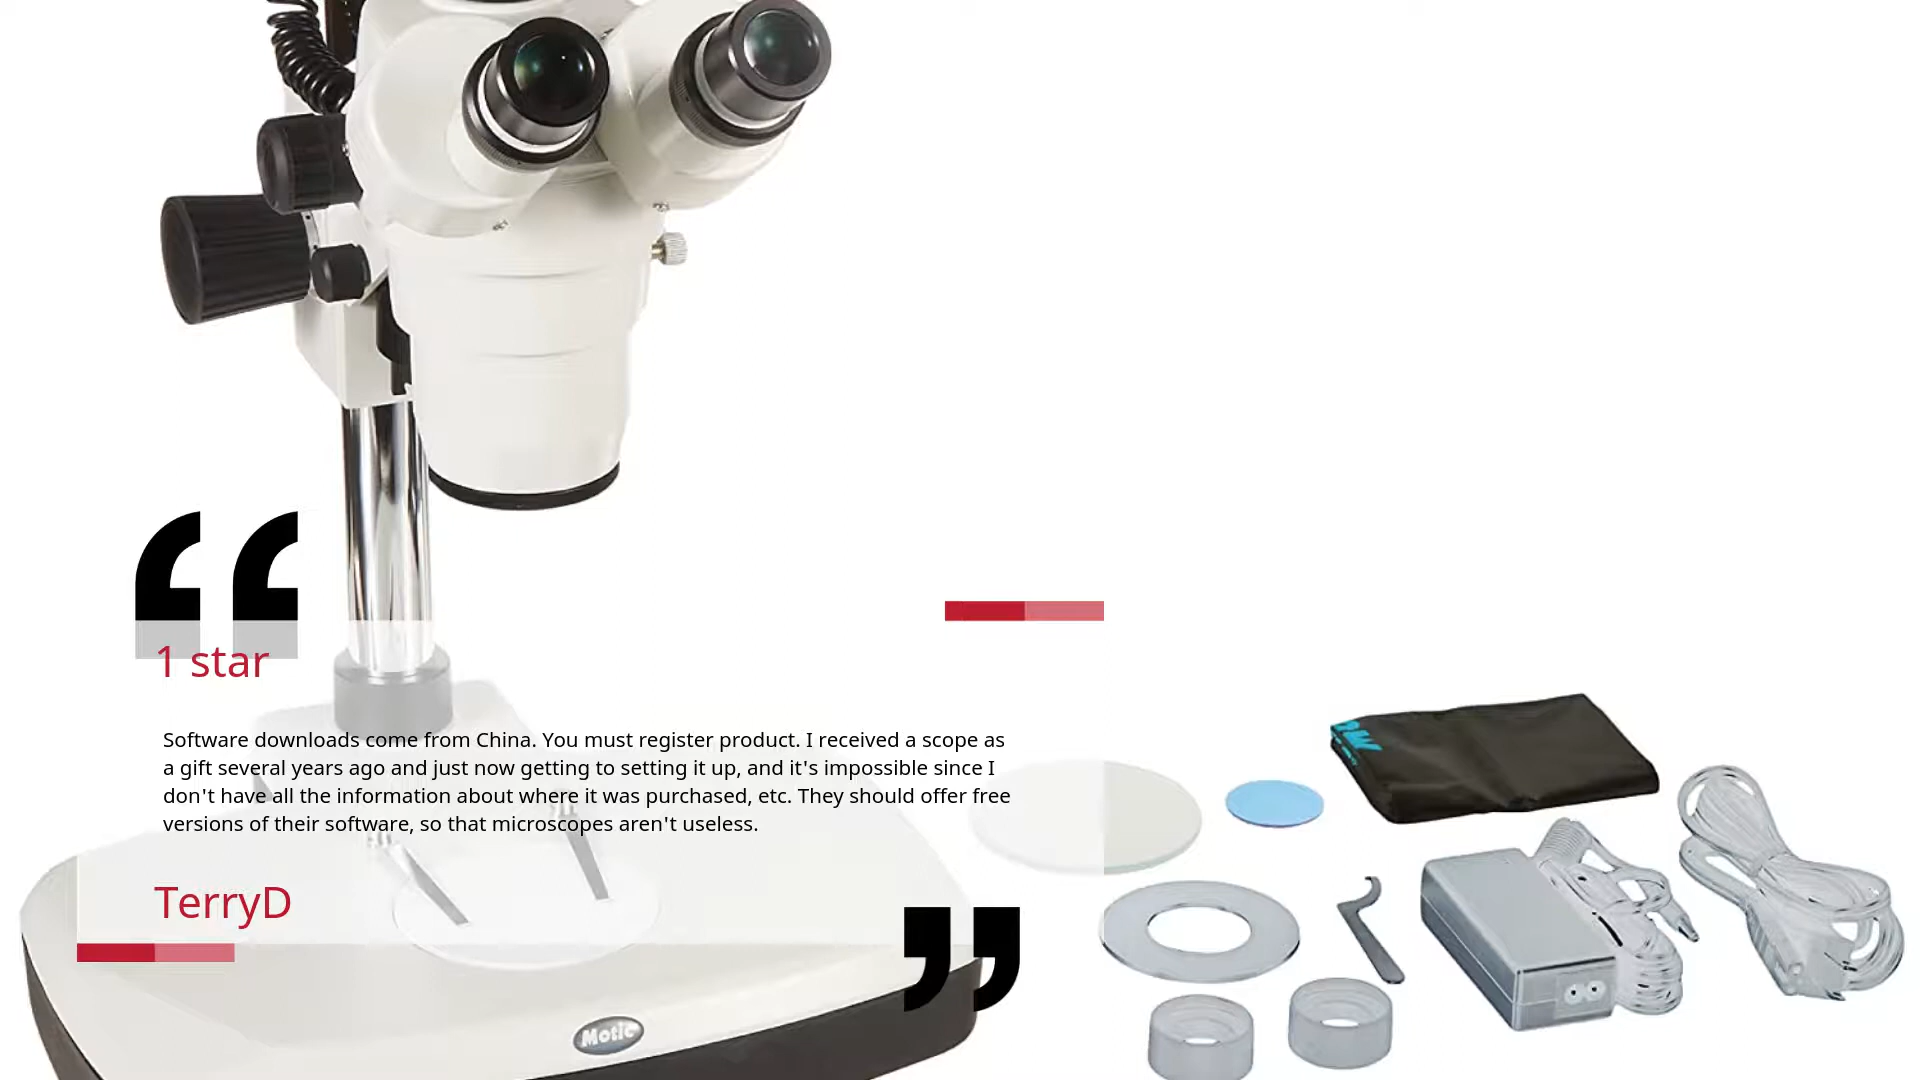 1 star
Software downloads come from China. You must register product. I received a scope as
a gift several years ago and just now getting to setting it up, and it's impossible since I
don't have all the information about where it was purchased, etc. They should offer free
versions of their software, so that microscopes aren't useless.
TerryD
Motic